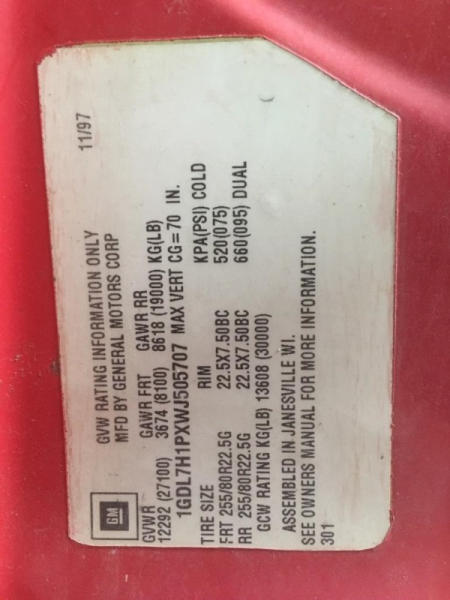 GVW RATING INFORMATION ONLY 11/97
MFD BY GENERAL MOTORS CORP
GM
GVWR GAWR FRT GAWR RR
12292 (27100) 3674 (8100) 8618 (19000) KG(LB)
1GDL7H1PXWJ505707 MAX VERT CG=70 IN.
TIRE SIZE RIM KPA(PSI) COLD
FRT 255/80R22.5G 22.5X7.50BC 520(075)
RR 255/80R22.5G 22.5X7.50BC 660(095) DUAL
GCW RATING KG(LB) 13608 (30000)
ASSEMBLED IN JANESVILLE WI.
SEE OWNERS MANUAL FOR MORE INFORMATION.
301